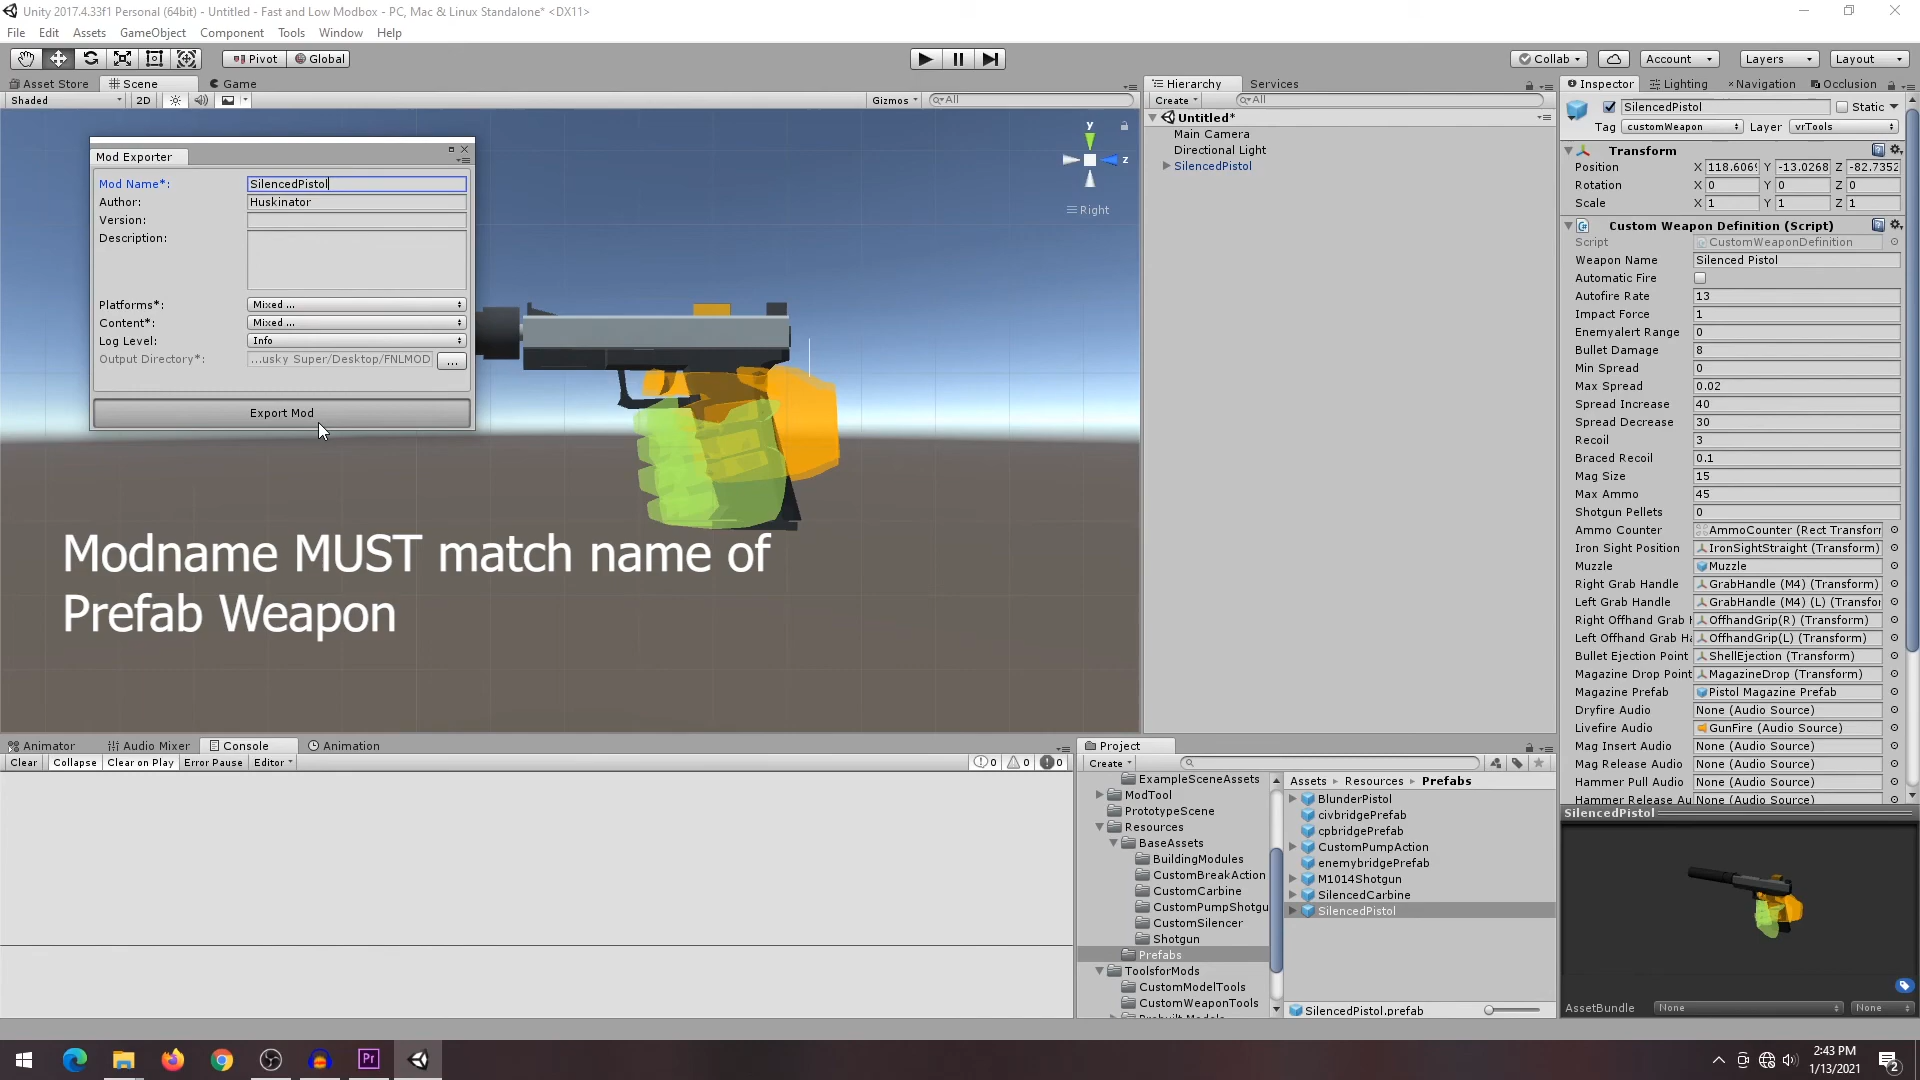 Unity 2017.4.33f1 Personal (64bit) - Untitled - Fast and Low Modbox - PC, Mac & Linux Standalone* <DX11>
File Edit Assets GameObject Component Tools Window Help
Pivot Global Collab Account Layers Layout
Asset Store Scene Game
Shaded 2D Gizmos All
Mod Exporter
Mod Name*: SilencedPistol
Author: Huskinator
Version:
Description:
Platforms*: Mixed ...
Content*: Mixed ...
Log Level: Info
Output Directory*: ...usky Super/Desktop/FNLMOD ...
Export Mod
y
z
Right
Modname MUST match name of
Prefab Weapon
Hierarchy Services
Create All
Untitled*
Main Camera
Directional Light
SilencedPistol
Inspector Lighting Navigation Occlusion
SilencedPistol Static
Tag customWeapon Layer vrTools
Transform
Position X 118.606 Y -13.0268 Z -82.7352
Rotation X 0 Y 0 Z 0
Scale X 1 Y 1 Z 1
Custom Weapon Definition (Script)
Script CustomWeaponDefinition
Weapon Name Silenced Pistol
Automatic Fire
Autofire Rate 13
Impact Force 1
Enemyalert Range 0
Bullet Damage 8
Min Spread 0
Max Spread 0.02
Spread Increase 40
Spread Decrease 30
Recoil 3
Braced Recoil 0.1
Mag Size 15
Max Ammo 45
Shotgun Pellets 0
Ammo Counter AmmoCounter (Rect Transfor
Iron Sight Position IronSightStraight (Transform)
Muzzle Muzzle
Right Grab Handle GrabHandle (M4) (Transform)
Left Grab Handle GrabHandle (M4) (L) (Transfor
Right Offhand Grab H OffhandGrip(R) (Transform)
Left Offhand Grab Ha OffhandGrip(L) (Transform)
Bullet Ejection Point ShellEjection (Transform)
Magazine Drop Point MagazineDrop (Transform)
Magazine Prefab Pistol Magazine Prefab
Dryfire Audio None (Audio Source)
Livefire Audio GunFire (Audio Source)
Mag Insert Audio None (Audio Source)
Mag Release Audio None (Audio Source)
Hammer Pull Audio None (Audio Source)
Hammer Release Au None (Audio Source)
SilencedPistol
AssetBundle None None
Animator Audio Mixer Console Animation
Clear Collapse Clear on Play Error Pause Editor 0 0 0
Project
Create
ExampleSceneAssets
ModTool
PrototypeScene
Resources
BaseAssets
BuildingModules
CustomBreakAction
CustomCarbine
CustomPumpShotgu
CustomSilencer
Shotgun
Prefabs
ToolsforMods
CustomModelTools
CustomWeaponTools
Assets Resources Prefabs
BlunderPistol
civbridgePrefab
cpbridgePrefab
CustomPumpAction
enemybridgePrefab
M1014Shotgun
SilencedCarbine
SilencedPistol
SilencedPistol.prefab
Pr
2:43 PM
1/13/2021
2